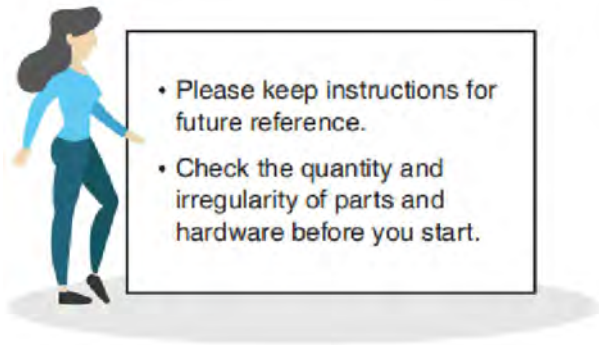 • Please keep instructions for
future reference.
• Check the quantity and
irregularity of parts and
hardware before you start.